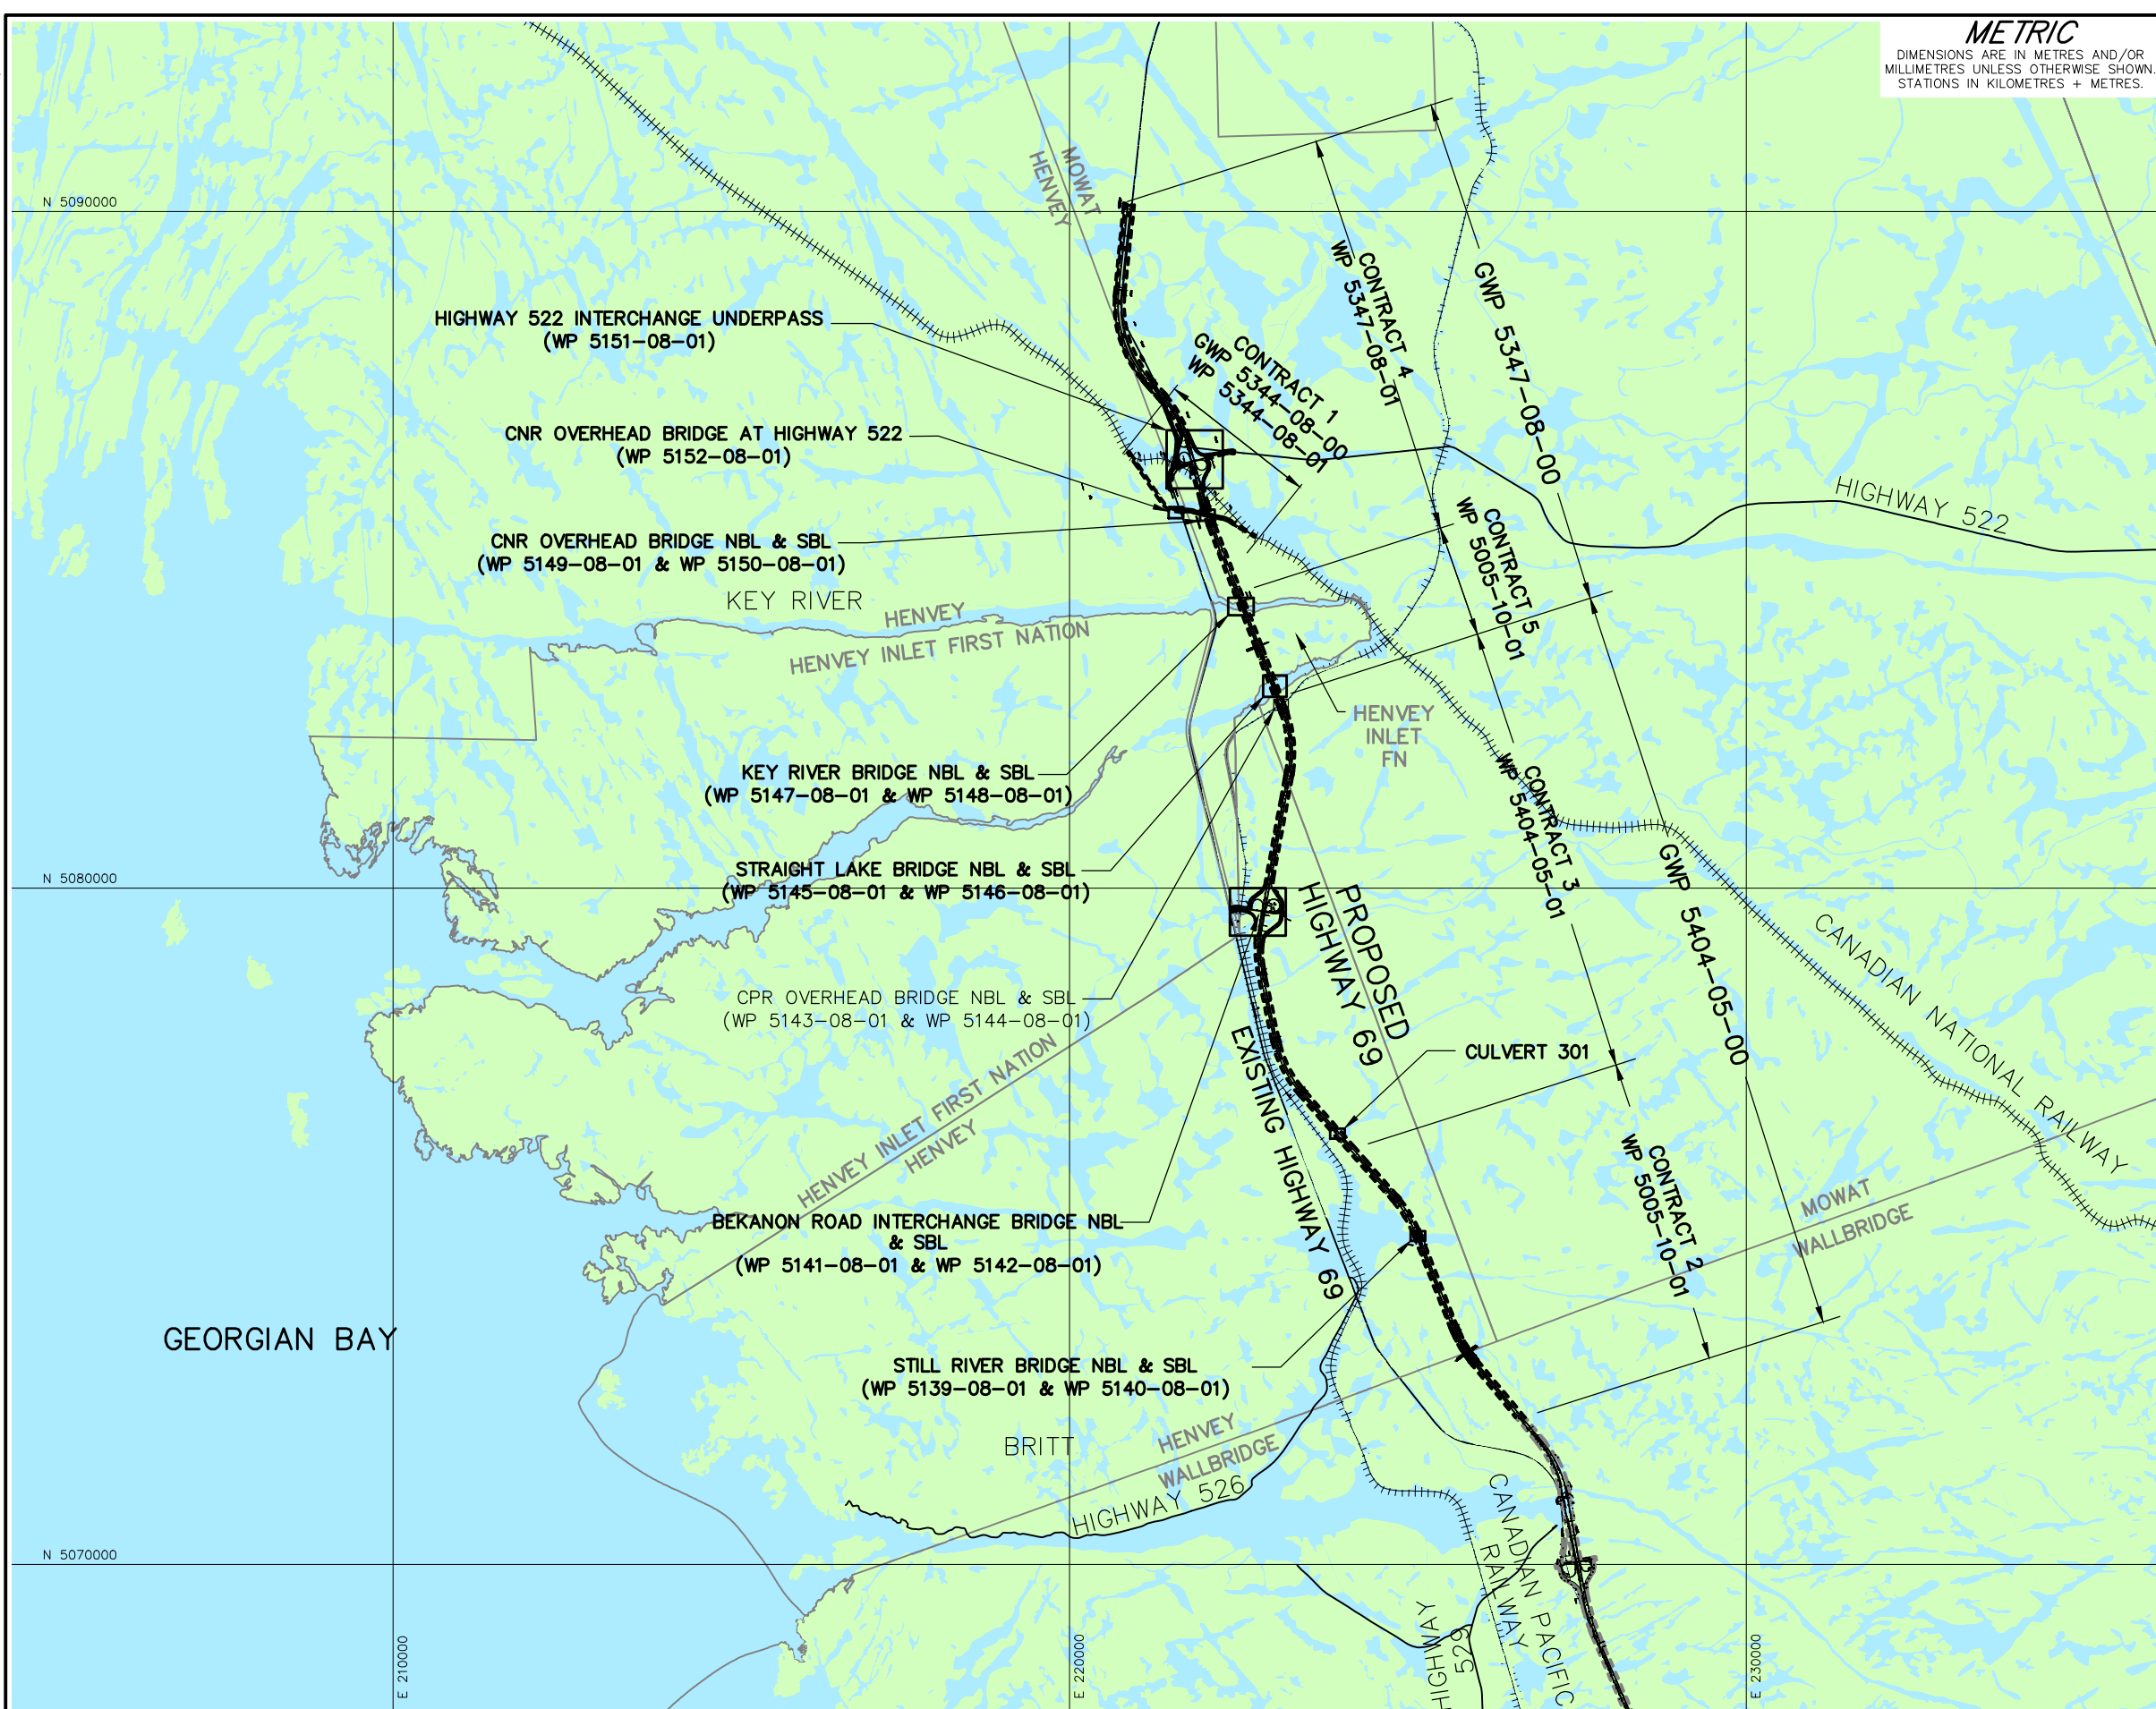 METRIC
DIMENSIONS ARE IN METRES AND/OR
MILLIMETRES UNLESS OTHERWISE SHOWN.
STATIONS IN KILOMETRES + METRES.
N 5090000
MOWAT
HENVEY
CONTRACT 4
WP 5347-08-01
GWP 5347-08-00
HIGHWAY 522 INTERCHANGE UNDERPASS
(WP 5151-08-01)
CONTRACT 1
GWP 5344-08-00
WP 5344-08-01
CNR OVERHEAD BRIDGE AT HIGHWAY 522
(WP 5152-08-01)
HIGHWAY 522
CNR OVERHEAD BRIDGE NBL & SBL
(WP 5149-08-01 & WP 5150-08-01)
CONTRACT 5
WP 5005-10-01
KEY RIVER
HENVEY
HENVEY INLET FIRST NATION
HENVEY
INLET
FN
KEY RIVER BRIDGE NBL & SBL
(WP 5147-08-01 & WP 5148-08-01)
CONTRACT 3
WP 5404-05-01
GWP 5404-05-00
STRAIGHT LAKE BRIDGE NBL & SBL
(WP 5145-08-01 & WP 5146-08-01)
N 5080000
PROPOSED
HIGHWAY 69
CANADIAN NATIONAL RAILWAY
CPR OVERHEAD BRIDGE NBL & SBL
(WP 5143-08-01 & WP 5144-08-01)
EXISTING HIGHWAY 69
CULVERT 301
HENVEY INLET FIRST NATION
HENVEY
CONTRACT 2
WP 5005-10-01
MOWAT
WALLBRIDGE
BEKANON ROAD INTERCHANGE BRIDGE NBL
& SBL
(WP 5141-08-01 & WP 5142-08-01)
GEORGIAN BAY
STILL RIVER BRIDGE NBL & SBL
(WP 5139-08-01 & WP 5140-08-01)
BRITT
HENVEY
WALLBRIDGE
HIGHWAY 526
CANADIAN PACIFIC
RAILWAY
N 5070000
HIGHWAY
529
E 210000
E 220000
E 230000